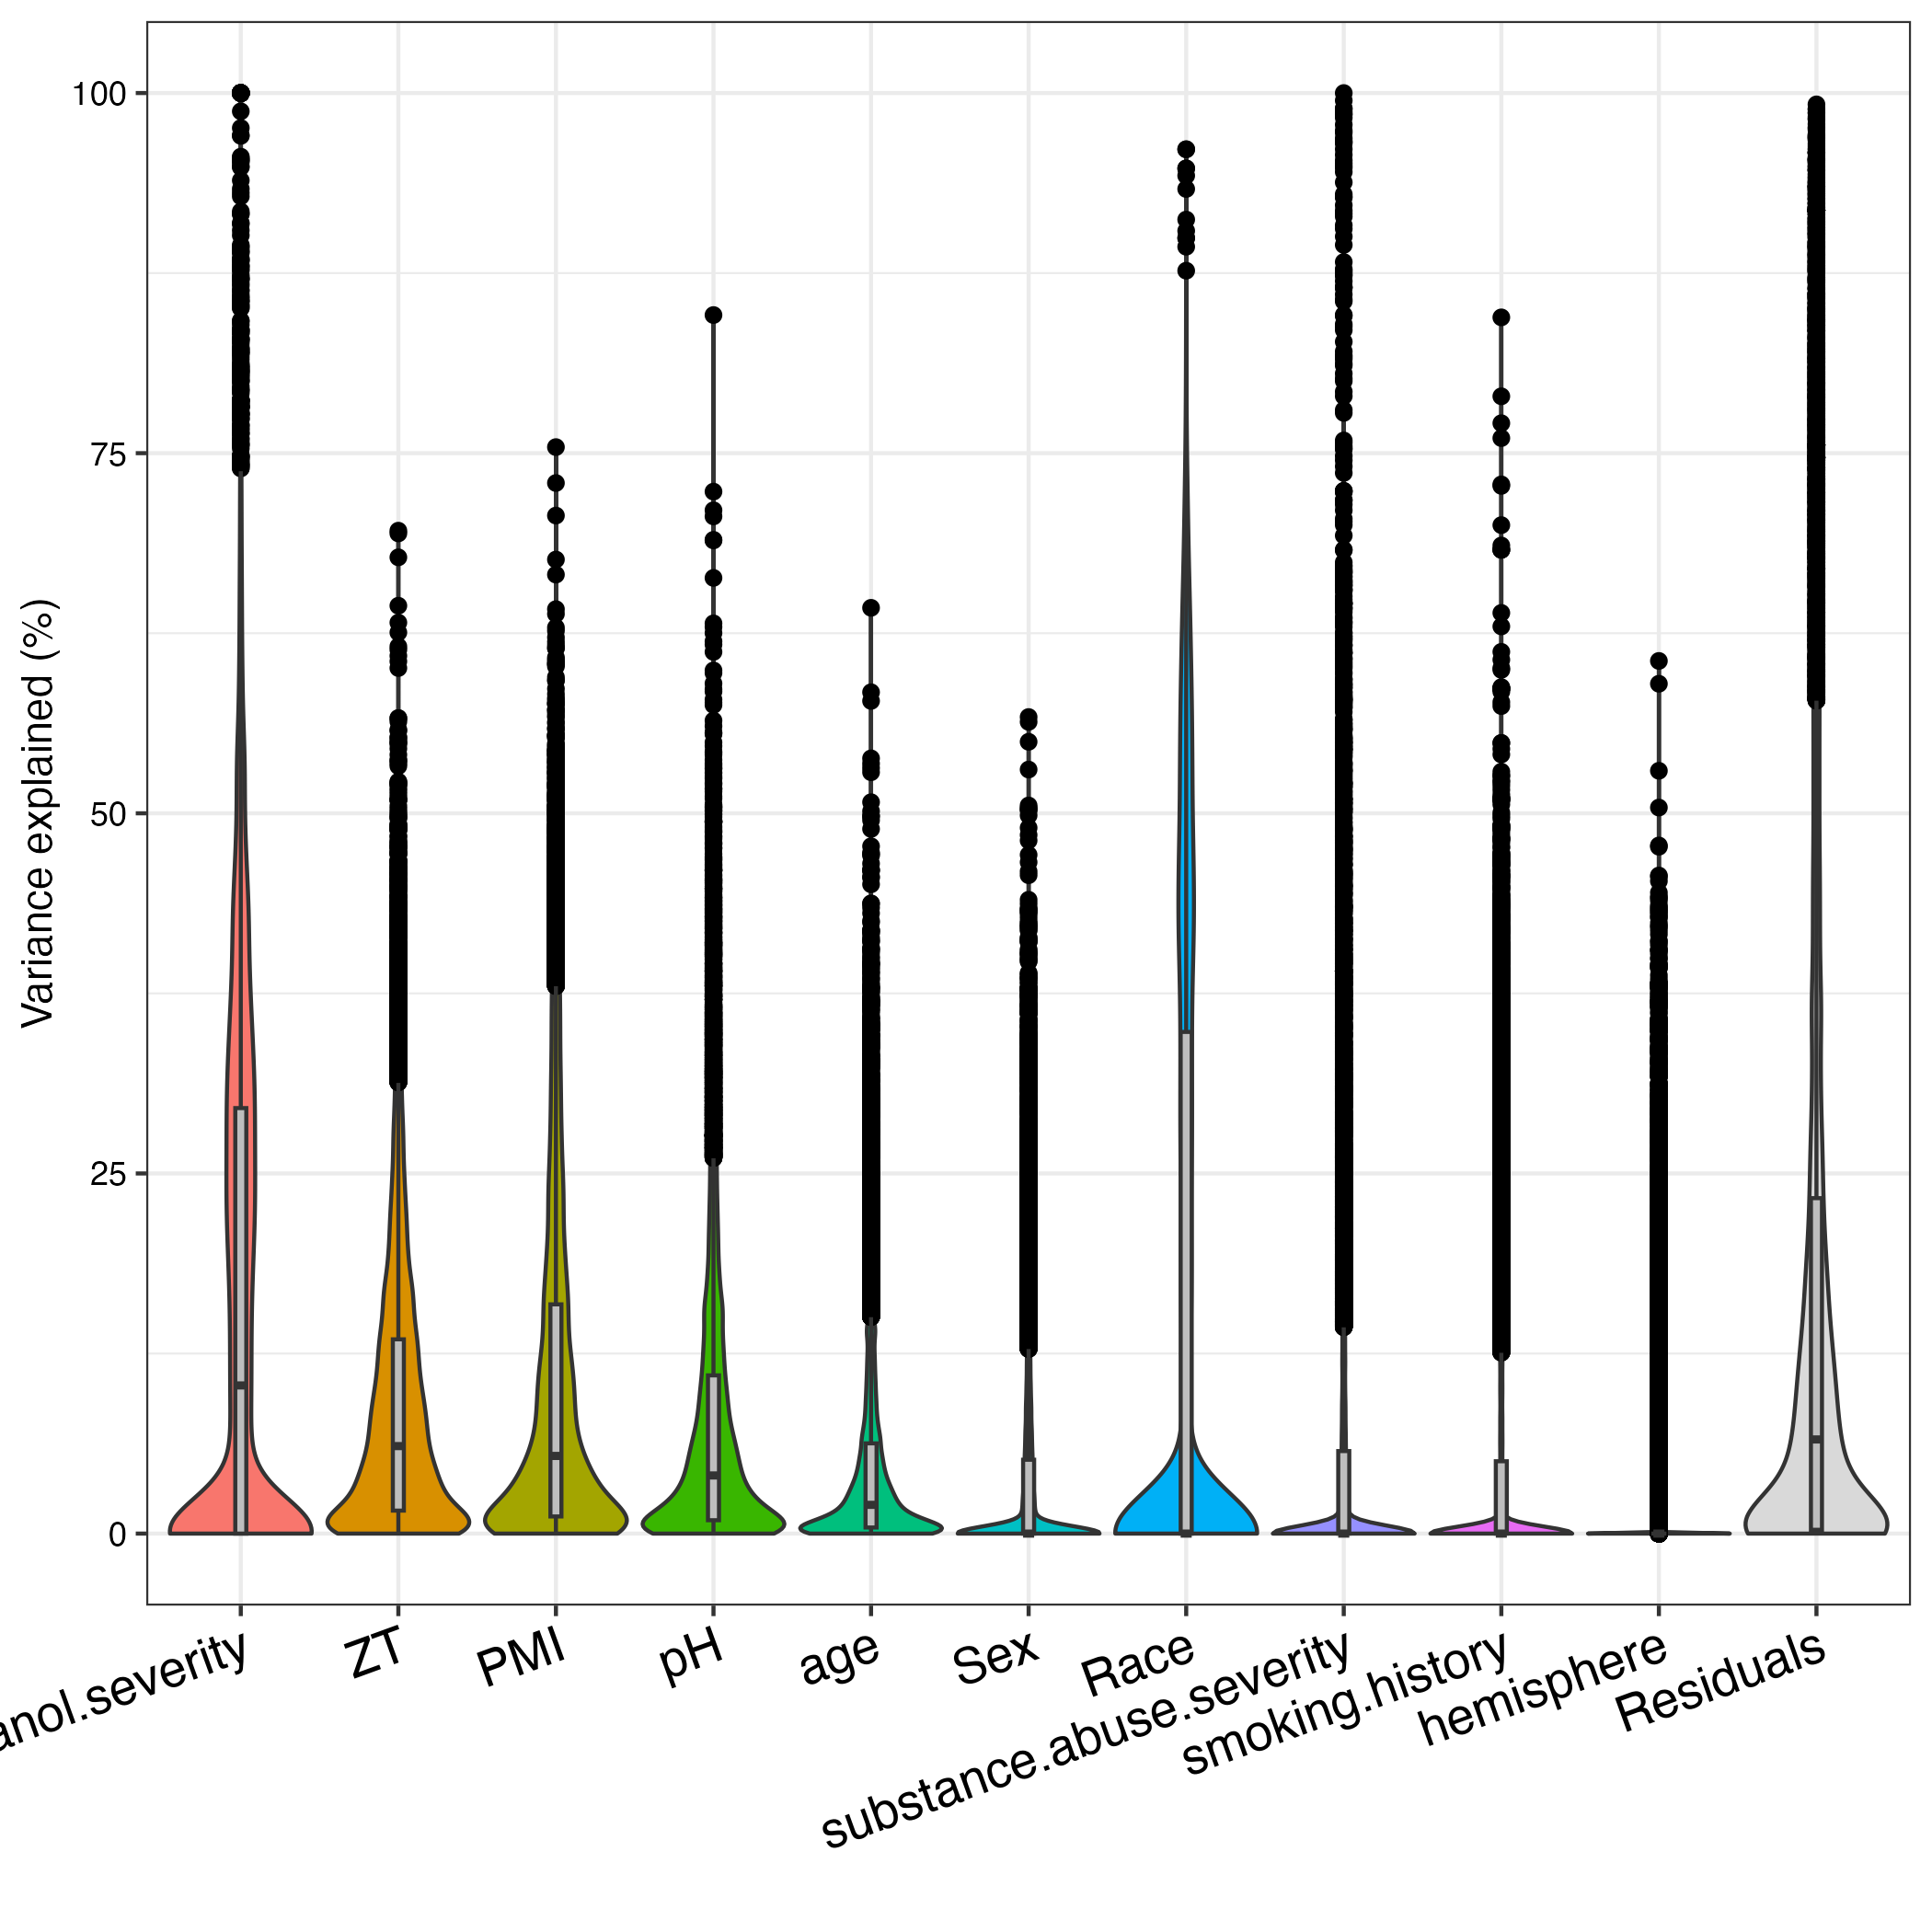 Variance explained (%)
100
75
50
25
0
anol.severity
ZT
PMI
pH
age
Sex
Race
substance.abuse.severity
smoking.history
hemisphere
Residuals